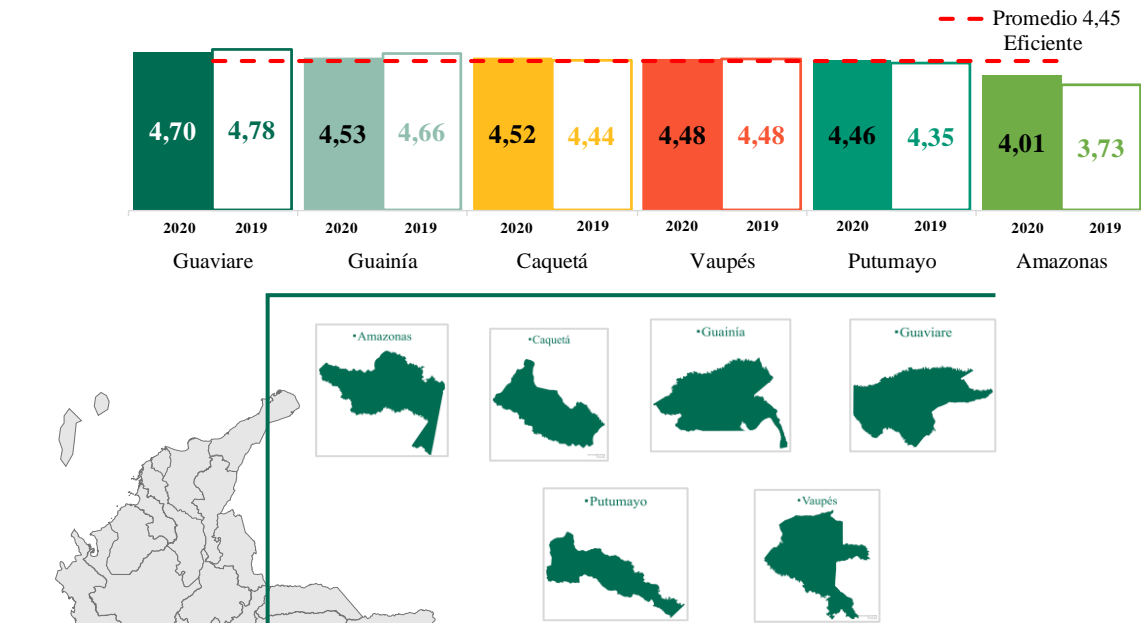 Promedio 4,45
Eficiente
4,70 4,78 4,53 4,66 4,52 4,44 4,48 4,48 4,46 4,35 4,01 3,73
2020 2019 2020 2019 2020 2019 2020 2019 2020 2019 2020 2019
Guaviare Guainía Caquetá Vaupés Putumayo Amazonas
•Amazonas •Caquetá •Guainía •Guaviare
•Putumayo •Vaupés